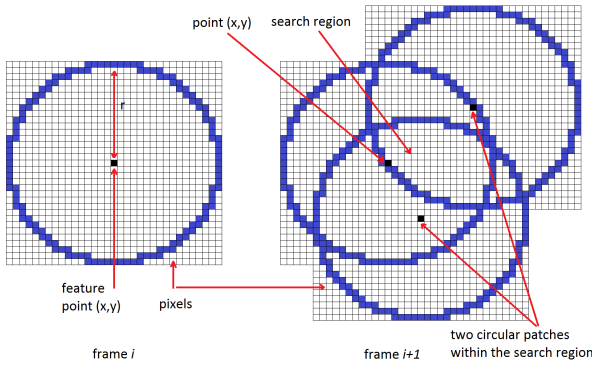 point (x,y)
search region
r
feature
point (x,y)
pixels
two circular patches
within the search region
frame i
frame i+1